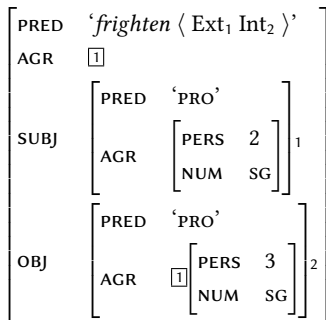 PRED ‘frighten ⟨ Ext₁ Int₂ ⟩’
AGR 1
SUBJ
PRED ‘PRO’
AGR
PERS 2
NUM SG
1
OBJ
PRED ‘PRO’
AGR 1
PERS 3
NUM SG
2